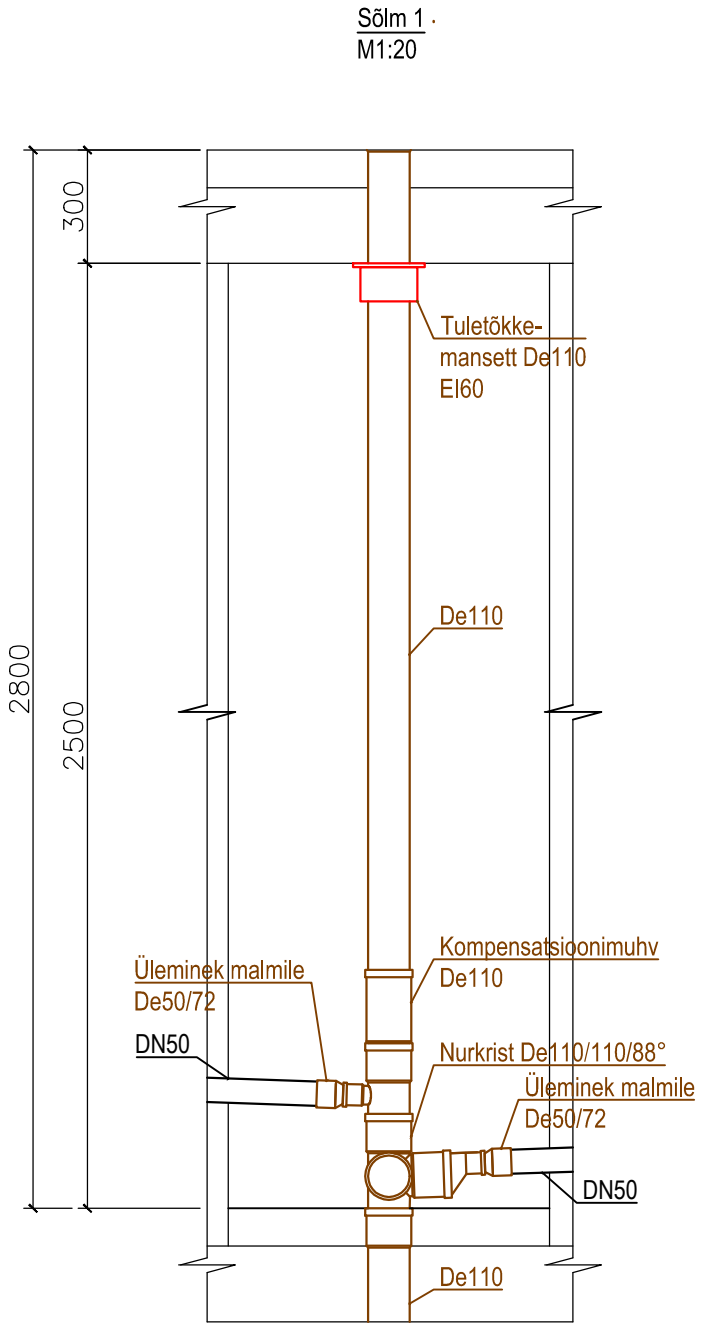 Sõlm 1
M1:20
300
Tuletõkke-
mansett De110
EI60
De110
2800
2500
Kompensatsioonimuhv
De110
Üleminek malmile
De50/72
DN50
Nurkrist De110/110/88°
Üleminek malmile
De50/72
DN50
De110